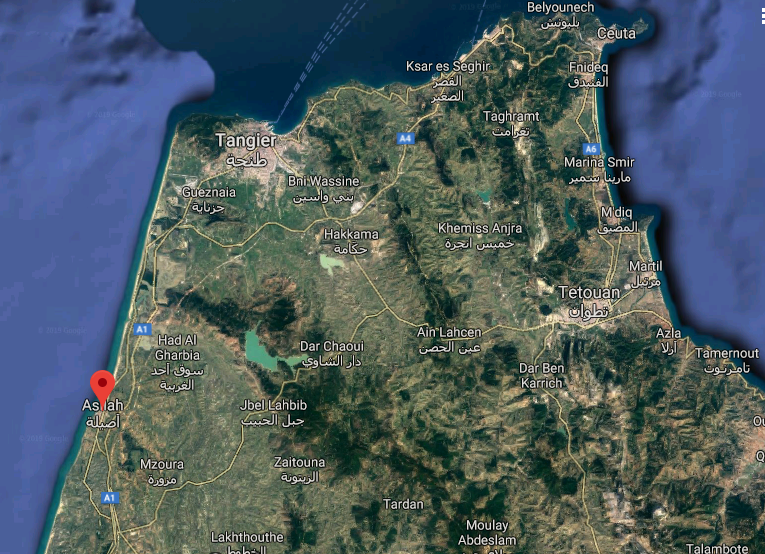 Belyounech
بليونش
Ceuta
Ksar es Seghir
القصر
الصغير
Fnideq
الفنيدق
Taghramt
تغرامت
A4
Tangier
طنجة
A6
Marina Smir
مارينا سمير
Bni Wassine
بني واسين
Gueznaia
جزناية
M'diq
المضيق
Khemiss Anjra
خميس انجرة
Hakkama
حكامة
Martil
مرتيل
Tetouan
تطوان
A1
Had Al
Gharbia
سوق أحد
الغربية
Dar Chaoui
دار الشاوي
Ain Lahcen
عين الحصن
Azla
أزلا
Tamernout
تامرنوت
Dar Ben
Karrich
أصيلة
Jbel Lahbib
جبل الحبيب
Mzoura
مزورة
Zaitouna
الزيتونة
A1
Tardan
Moulay
Abdeslam
Lakhthouthe
Talambote